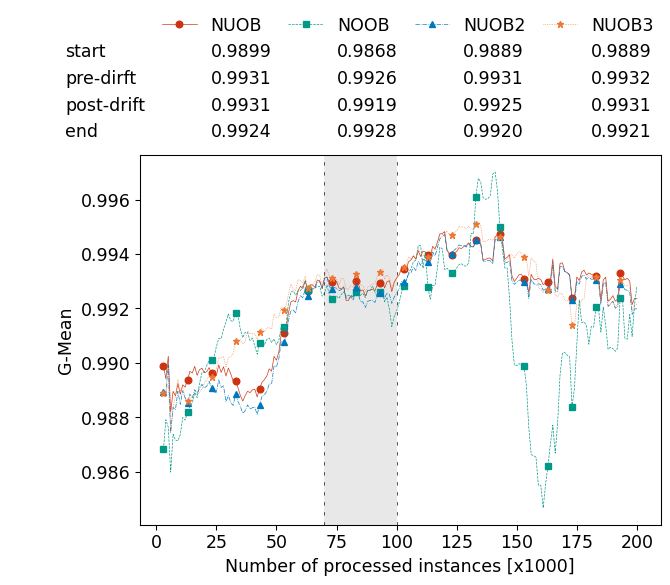 NUOB NOOB NUOB2 NUOB3
start 0.9899 0.9868 0.9889 0.9889
pre-dirft 0.9931 0.9926 0.9931 0.9932
post-drift 0.9931 0.9919 0.9925 0.9931
end 0.9924 0.9928 0.9920 0.9921
0.996
0.994
0.992
0.990
0.988
0.986
G-Mean
0 25 50 75 100 125 150 175 200
Number of processed instances [x1000]